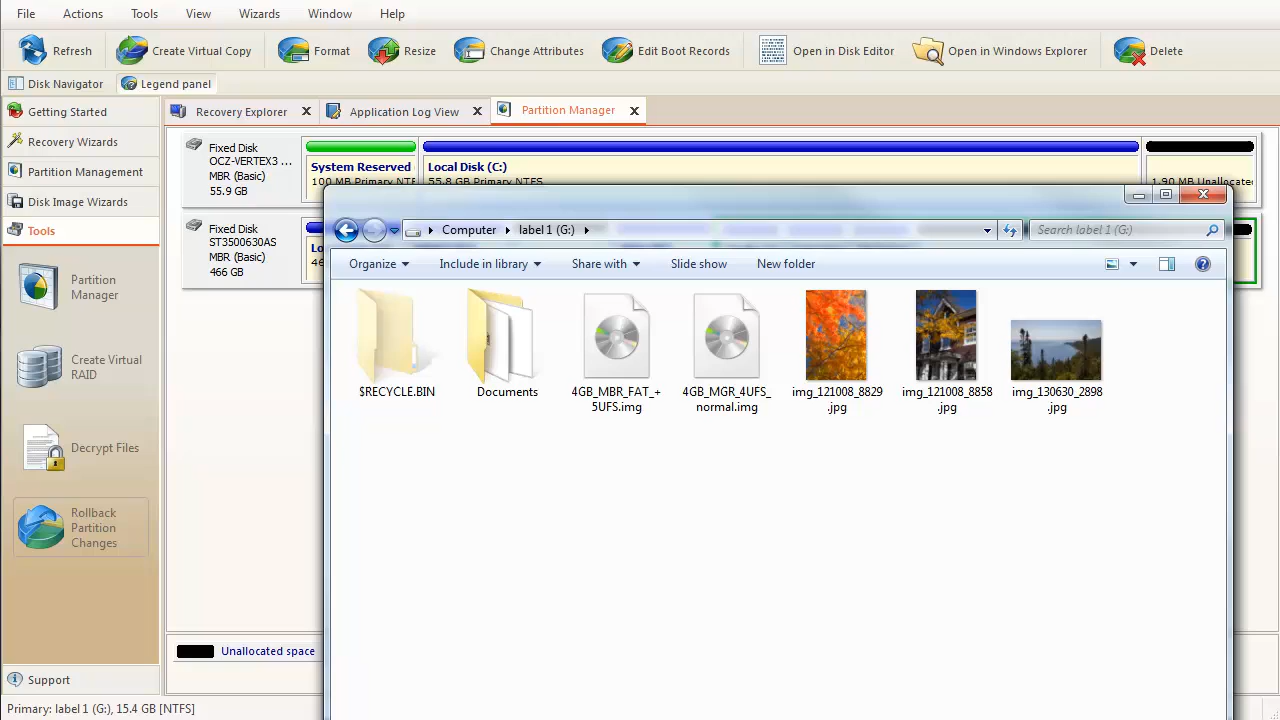 File Actions Tools View Wizards Window Help
Refresh Create Virtual Copy Format Resize Change Attributes Edit Boot Records Open in Disk Editor Open in Windows Explorer Delete
Disk Navigator Legend panel
Getting Started
Recovery Wizards
Partition Management
Disk Image Wizards
Tools
Partition
Manager
Create Virtual
RAID
Decrypt Files
Rollback
Partition
Changes
Support
Recovery Explorer X Application Log View X Partition Manager X
Fixed Disk
OCZ-VERTEX3 ...
MBR (Basic)
55.9 GB
System Reserved
100 MB Primary NTF
Local Disk (C:)
55.8 GB Primary NTFS
1.90 MB Unallocate
Fixed Disk
ST3500630AS
MBR (Basic)
466 GB
Lo
46
Computer label 1 (G:)
Search label 1 (G:)
Organize Include in library Share with Slide show New folder
$RECYCLE.BIN
Documents
4GB_MBR_FAT_+
5UFS.img
4GB_MGR_4UFS_
normal.img
img_121008_8829
.jpg
img_121008_8858
.jpg
img_130630_2898
.jpg
Unallocated space
Primary: label 1 (G:), 15.4 GB [NTFS]